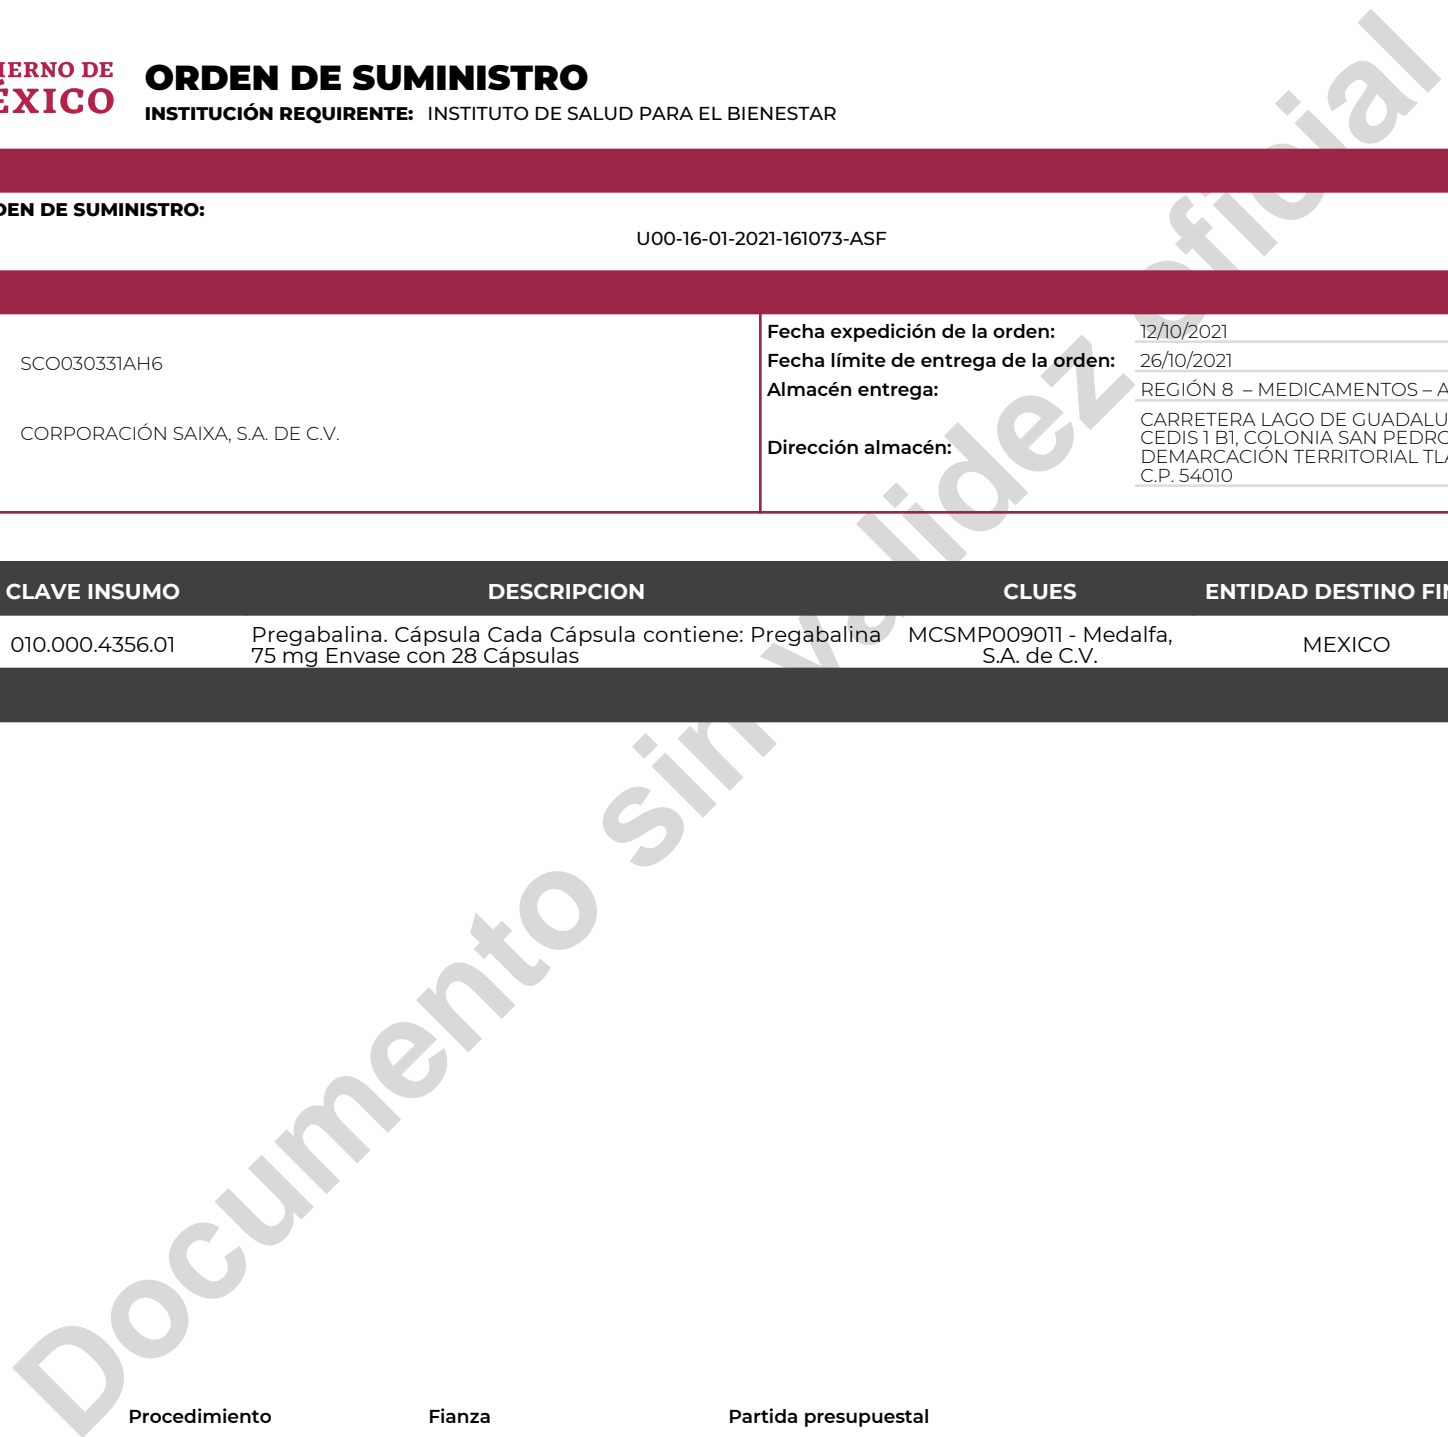 IERNO DE
ÉXICO
ORDEN DE SUMINISTRO
INSTITUCIÓN REQUIRENTE: INSTITUTO DE SALUD PARA EL BIENESTAR
DEN DE SUMINISTRO:
U00-16-01-2021-161073-ASF
SCO030331AH6
CORPORACIÓN SAIXA, S.A. DE C.V.
Fecha expedición de la orden: 12/10/2021
Fecha límite de entrega de la orden: 26/10/2021
Almacén entrega: REGIÓN 8 – MEDICAMENTOS – A
Dirección almacén:
CARRETERA LAGO DE GUADALU
CEDIS 1 B1, COLONIA SAN PEDRO
DEMARCACIÓN TERRITORIAL TLA
C.P. 54010
CLAVE INSUMO DESCRIPCION CLUES ENTIDAD DESTINO FIN
010.000.4356.01
Pregabalina. Cápsula Cada Cápsula contiene: Pregabalina
75 mg Envase con 28 Cápsulas
MCSMP009011 - Medalfa,
S.A. de C.V.
MEXICO
Documento sin validez oficial
Procedimiento Fianza Partida presupuestal